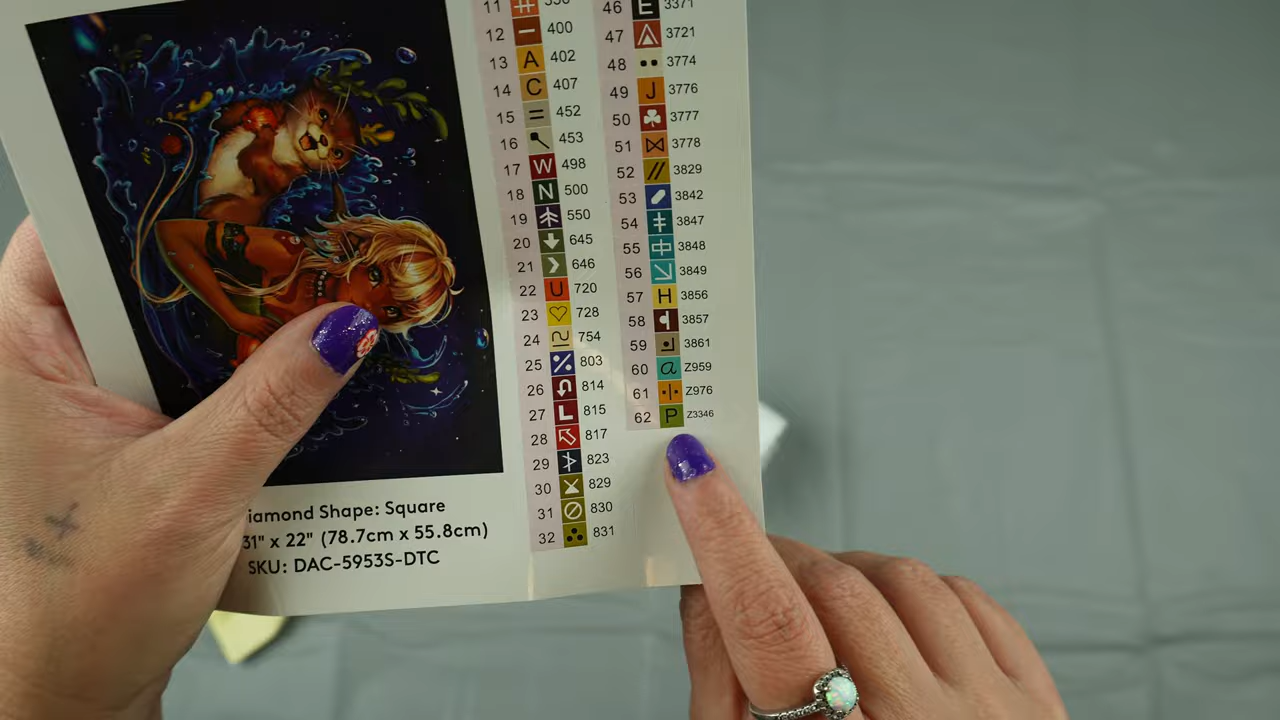 11 # 350
12 – 400
13 A 402
14 C 407
15 = 452
16 453
17 W 498
18 N 500
19 550
20 645
21 646
22 U 720
23 728
24 754
25 803
26 814
27 L 815
28 817
29 823
30 829
31 830
32 831
46 E 3371
47 3721
48 •• 3774
49 J 3776
50 3777
51 3778
52 // 3829
53 3842
54 3847
55 3848
56 3849
57 H 3856
58 3857
59 3861
60 a Z959
61 Z976
62 P Z3346
iamond Shape: Square
31" x 22" (78.7cm x 55.8cm)
SKU: DAC-5953S-DTC